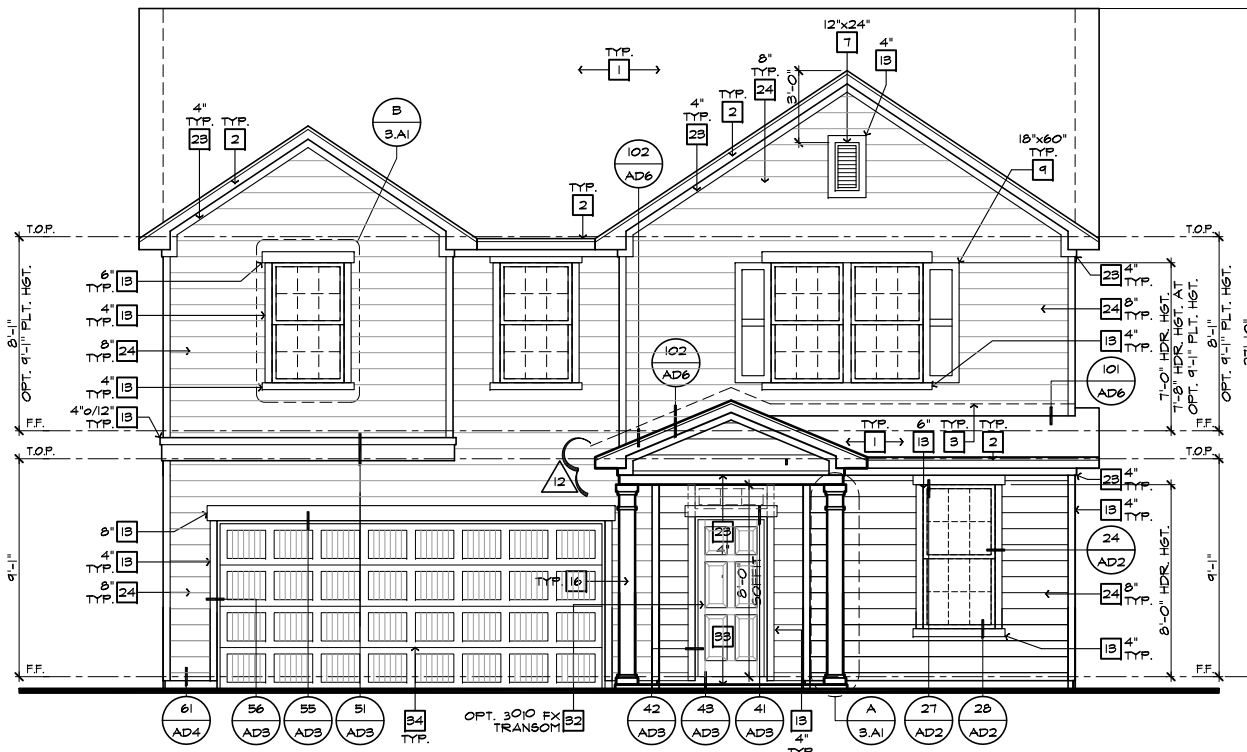 12"x24"
7
4"
13
TYP.
1
8"
TYP.
24
3'-0"
B
3.A1
4"
TYP.
23
TYP.
2
4"
TYP.
23
TYP.
2
18"x60"
TYP.
9
102
AD6
TYP.
2
T.O.P.
T.O.P.
6"
TYP.
13
4"
TYP.
13
8"
TYP.
24
4"
TYP.
13
4"o/12"
TYP.
13
8'-1"
OPT. 9'-1" PLT. HGT.
23
4"
TYP.
24
8"
TYP.
13
4"
TYP.
7'-0" HDR. HGT.
7'-8" HDR. HGT. AT
OPT. 9'-1" PLT. HGT.
8'-1"
OPT. 9'-1" PLT. HGT.
102
AD6
101
AD6
F.F.
F.F.
T.O.P.
T.O.P.
TYP.
1
6"
13
TYP.
3
TYP.
2
12
23
4"
TYP.
13
4"
TYP.
24
AD2
24
8"
TYP.
13
4"
TYP.
8'-0" HDR. HGT.
9'-1"
8"
13
4"
TYP.
13
8"
TYP.
24
9'-1"
TYP.
16
23
4"
8'-0"
SOFFIT
33
F.F.
F.F.
61
AD4
56
AD3
55
AD3
51
AD3
34
TYP.
OPT. 3010 FX
TRANSOM
32
42
AD3
43
AD3
41
AD3
13
4"
TYP.
A
3.A1
27
AD2
28
AD2